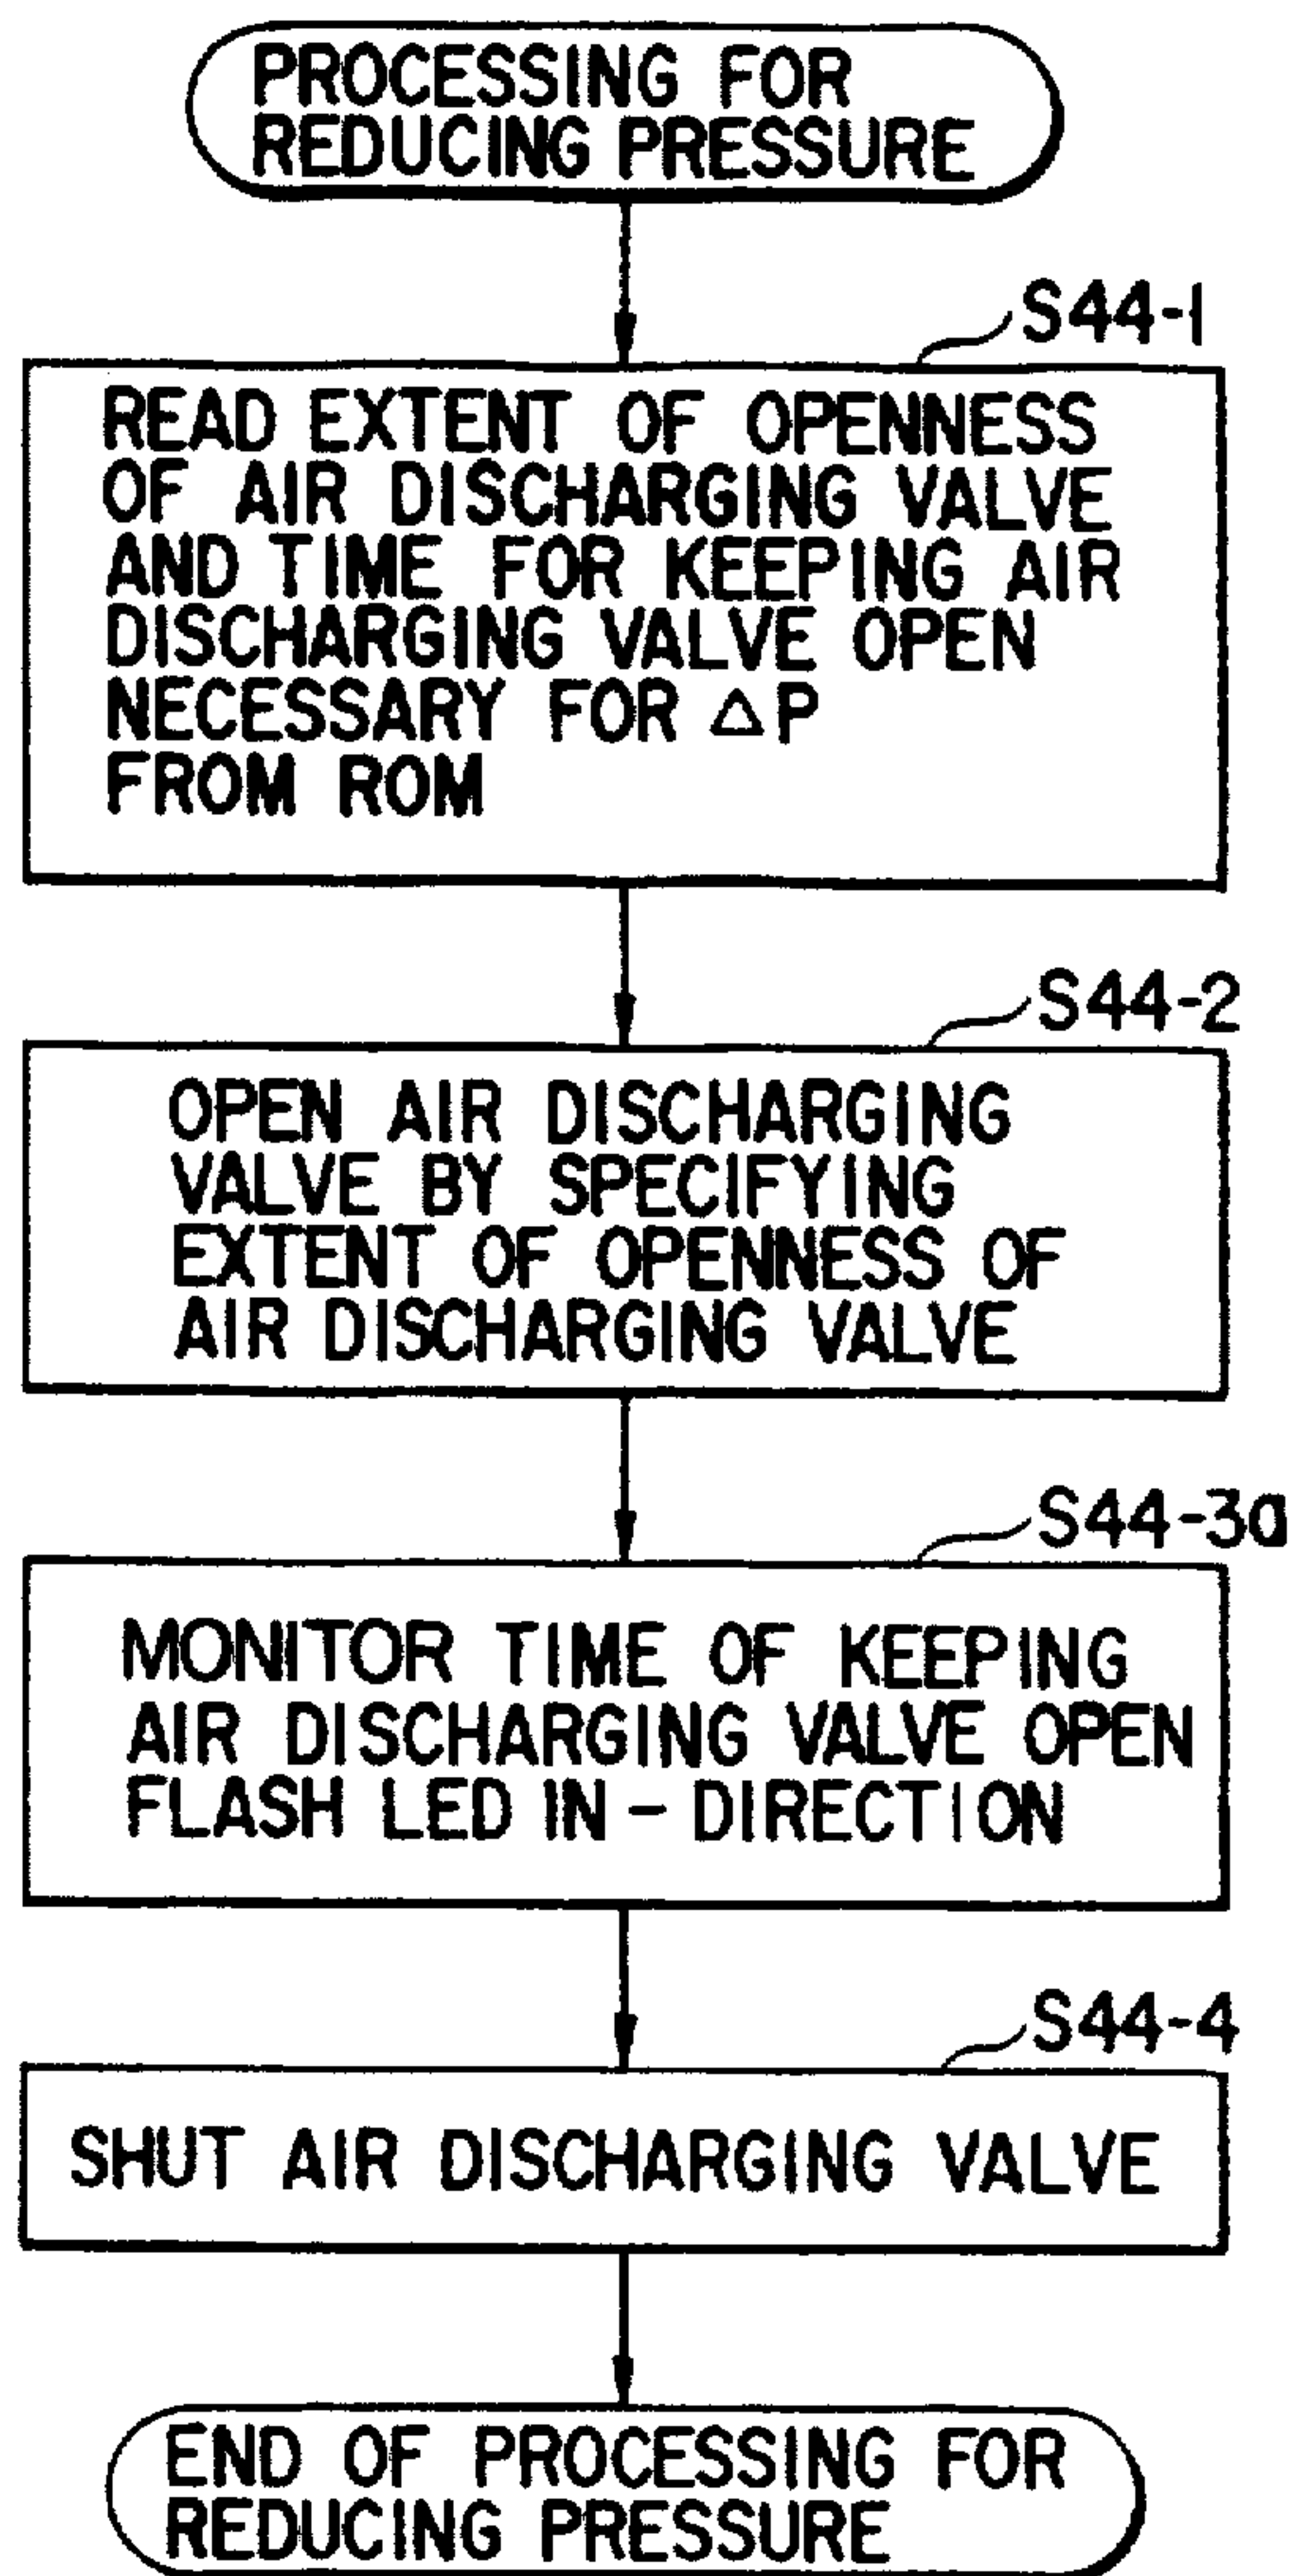 PROCESSING FOR
REDUCING PRESSURE
S44-1
READ EXTENT OF OPENNESS
OF AIR DISCHARGING VALVE
AND TIME FOR KEEPING AIR
DISCHARGING VALVE OPEN
NECESSARY FOR △P
FROM ROM
S44-2
OPEN AIR DISCHARGING
VALVE BY SPECIFYING
EXTENT OF OPENNESS OF
AIR DISCHARGING VALVE
S44-3a
MONITOR TIME OF KEEPING
AIR DISCHARGING VALVE OPEN
FLASH LED IN - DIRECTION
S44-4
SHUT AIR DISCHARGING VALVE
END OF PROCESSING FOR
REDUCING PRESSURE